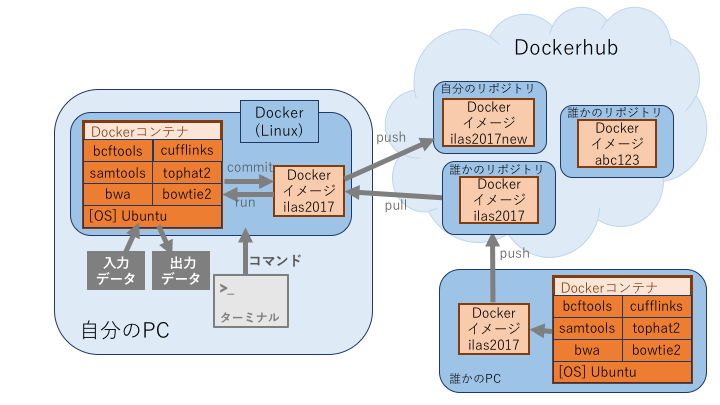 Dockerhub
自分のリポジトリ
Docker
イメージ
ilas2017new
誰かのリポジトリ
Docker
イメージ
abc123
誰かのリポジトリ
Docker
イメージ
ilas2017
push
pull
push
Docker
(Linux)
Dockerコンテナ
bcftools
cufflinks
samtools
tophat2
bwa
bowtie2
[OS] Ubuntu
commit
run
Docker
イメージ
ilas2017
入力
データ
出力
データ
コマンド
>_
ターミナル
自分のPC
Docker
イメージ
ilas2017
Dockerコンテナ
bcftools
cufflinks
samtools
tophat2
bwa
bowtie2
[OS] Ubuntu
誰かのPC